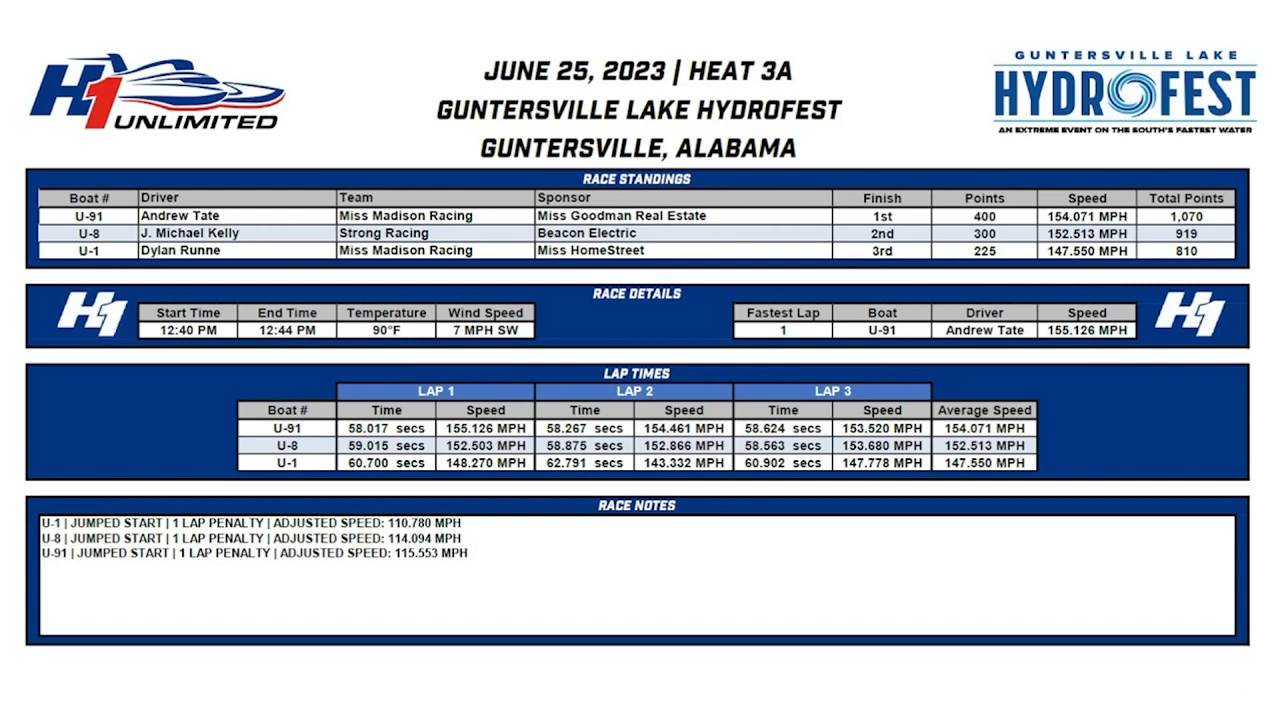 H1 UNLIMITED
JUNE 25, 2023 | HEAT 3A
GUNTERSVILLE LAKE HYDROFEST
GUNTERSVILLE, ALABAMA
GUNTERSVILLE LAKE
HYDROFEST
AN EXTREME EVENT ON THE SOUTH'S FASTEST WATER
RACE STANDINGS
Boat # Driver Team Sponsor Finish Points Speed Total Points
U-91 Andrew Tate Miss Madison Racing Miss Goodman Real Estate 1st 400 154.071 MPH 1,070
U-8 J. Michael Kelly Strong Racing Beacon Electric 2nd 300 152.513 MPH 919
U-1 Dylan Runne Miss Madison Racing Miss HomeStreet 3rd 225 147.550 MPH 810
RACE DETAILS
H1
Start Time End Time Temperature Wind Speed
12:40 PM 12:44 PM 90°F 7 MPH SW
Fastest Lap Boat Driver Speed
1 U-91 Andrew Tate 155.126 MPH
H1
LAP TIMES
LAP 1 LAP 2 LAP 3
Boat # Time Speed Time Speed Time Speed Average Speed
U-91 58.017 secs 155.126 MPH 58.267 secs 154.461 MPH 58.624 secs 153.520 MPH 154.071 MPH
U-8 59.015 secs 152.503 MPH 58.875 secs 152.866 MPH 58.563 secs 153.680 MPH 152.513 MPH
U-1 60.700 secs 148.270 MPH 62.791 secs 143.332 MPH 60.902 secs 147.778 MPH 147.550 MPH
RACE NOTES
U-1 | JUMPED START | 1 LAP PENALTY | ADJUSTED SPEED: 110.780 MPH
U-8 | JUMPED START | 1 LAP PENALTY | ADJUSTED SPEED: 114.094 MPH
U-91 | JUMPED START | 1 LAP PENALTY | ADJUSTED SPEED: 115.553 MPH